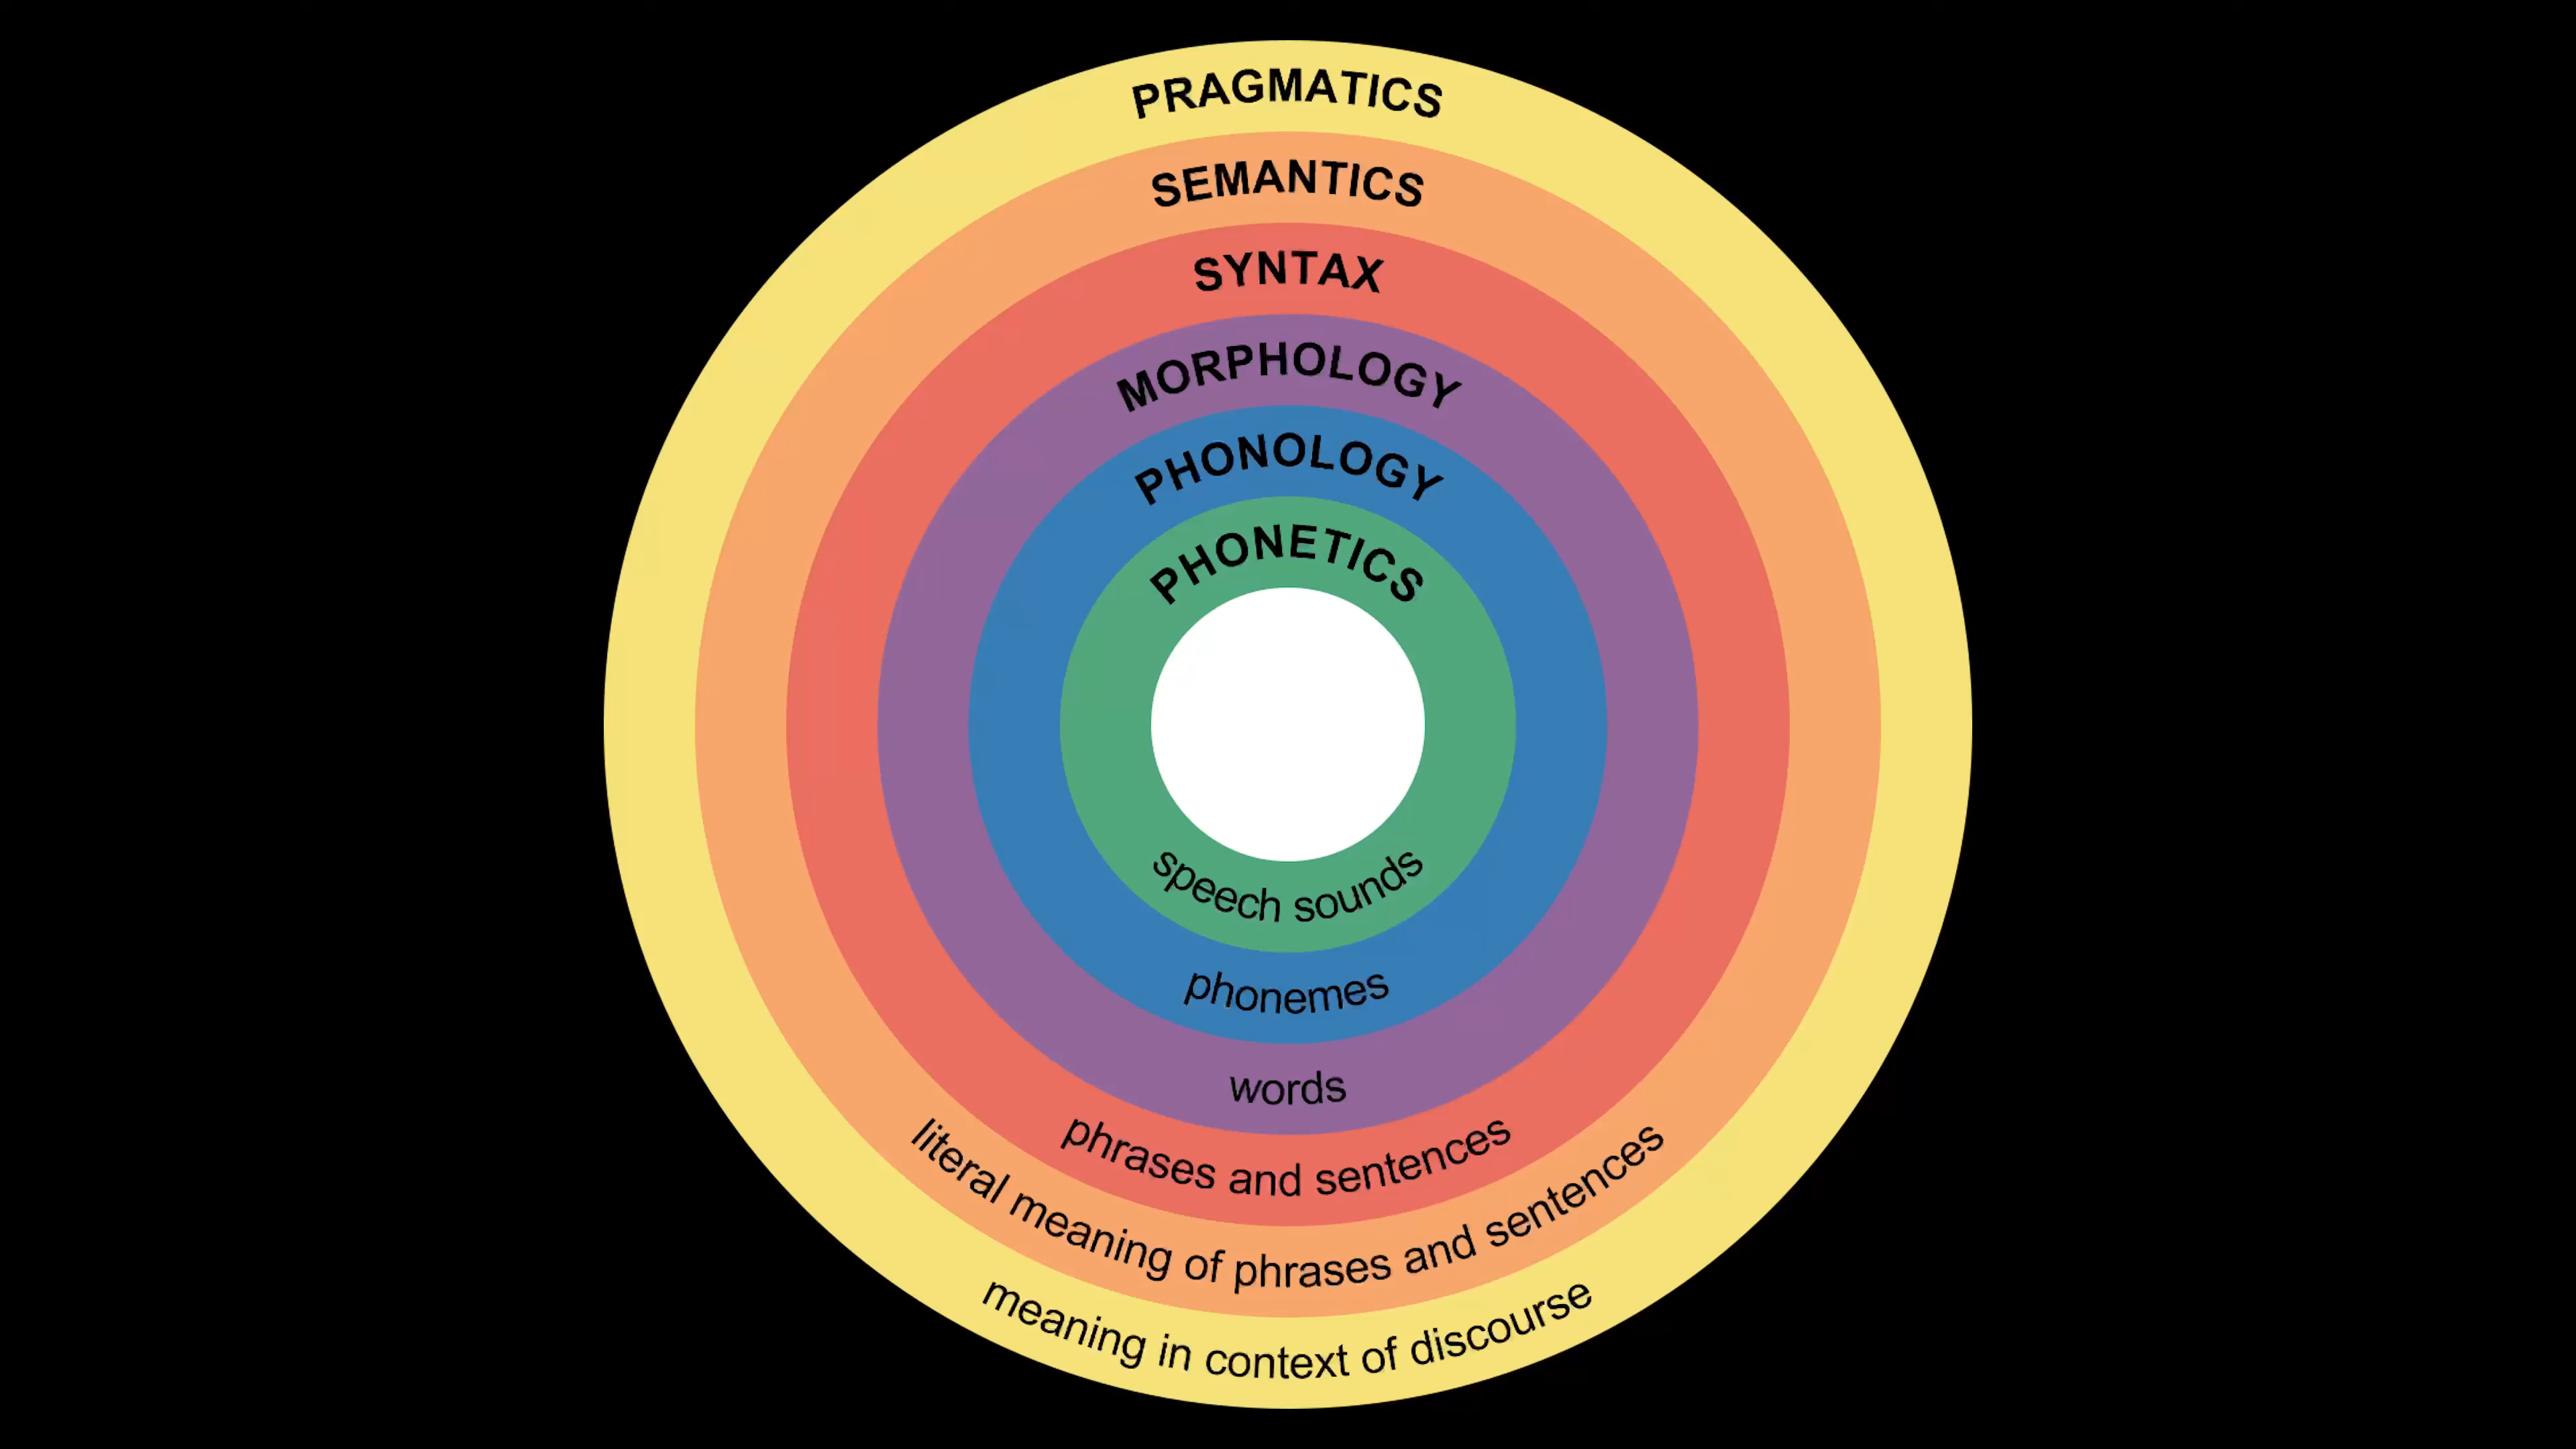 PRAGMATICS
SEMANTICS
SYNTAX
MORPHOLOGY
PHONOLOGY
PHONETICS
speech sounds
phonemes
words
phrases and sentences
literal meaning of phrases and sentences
meaning in context of discourse